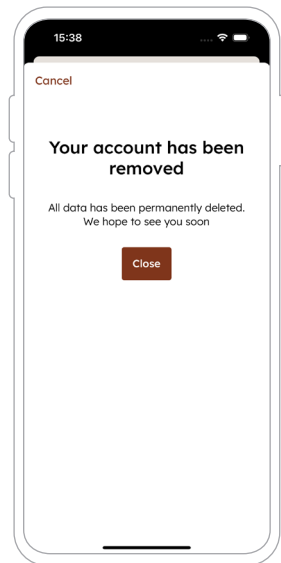 15:38
Cancel
Your account has been
removed
All data has been permanently deleted.
We hope to see you soon
Close